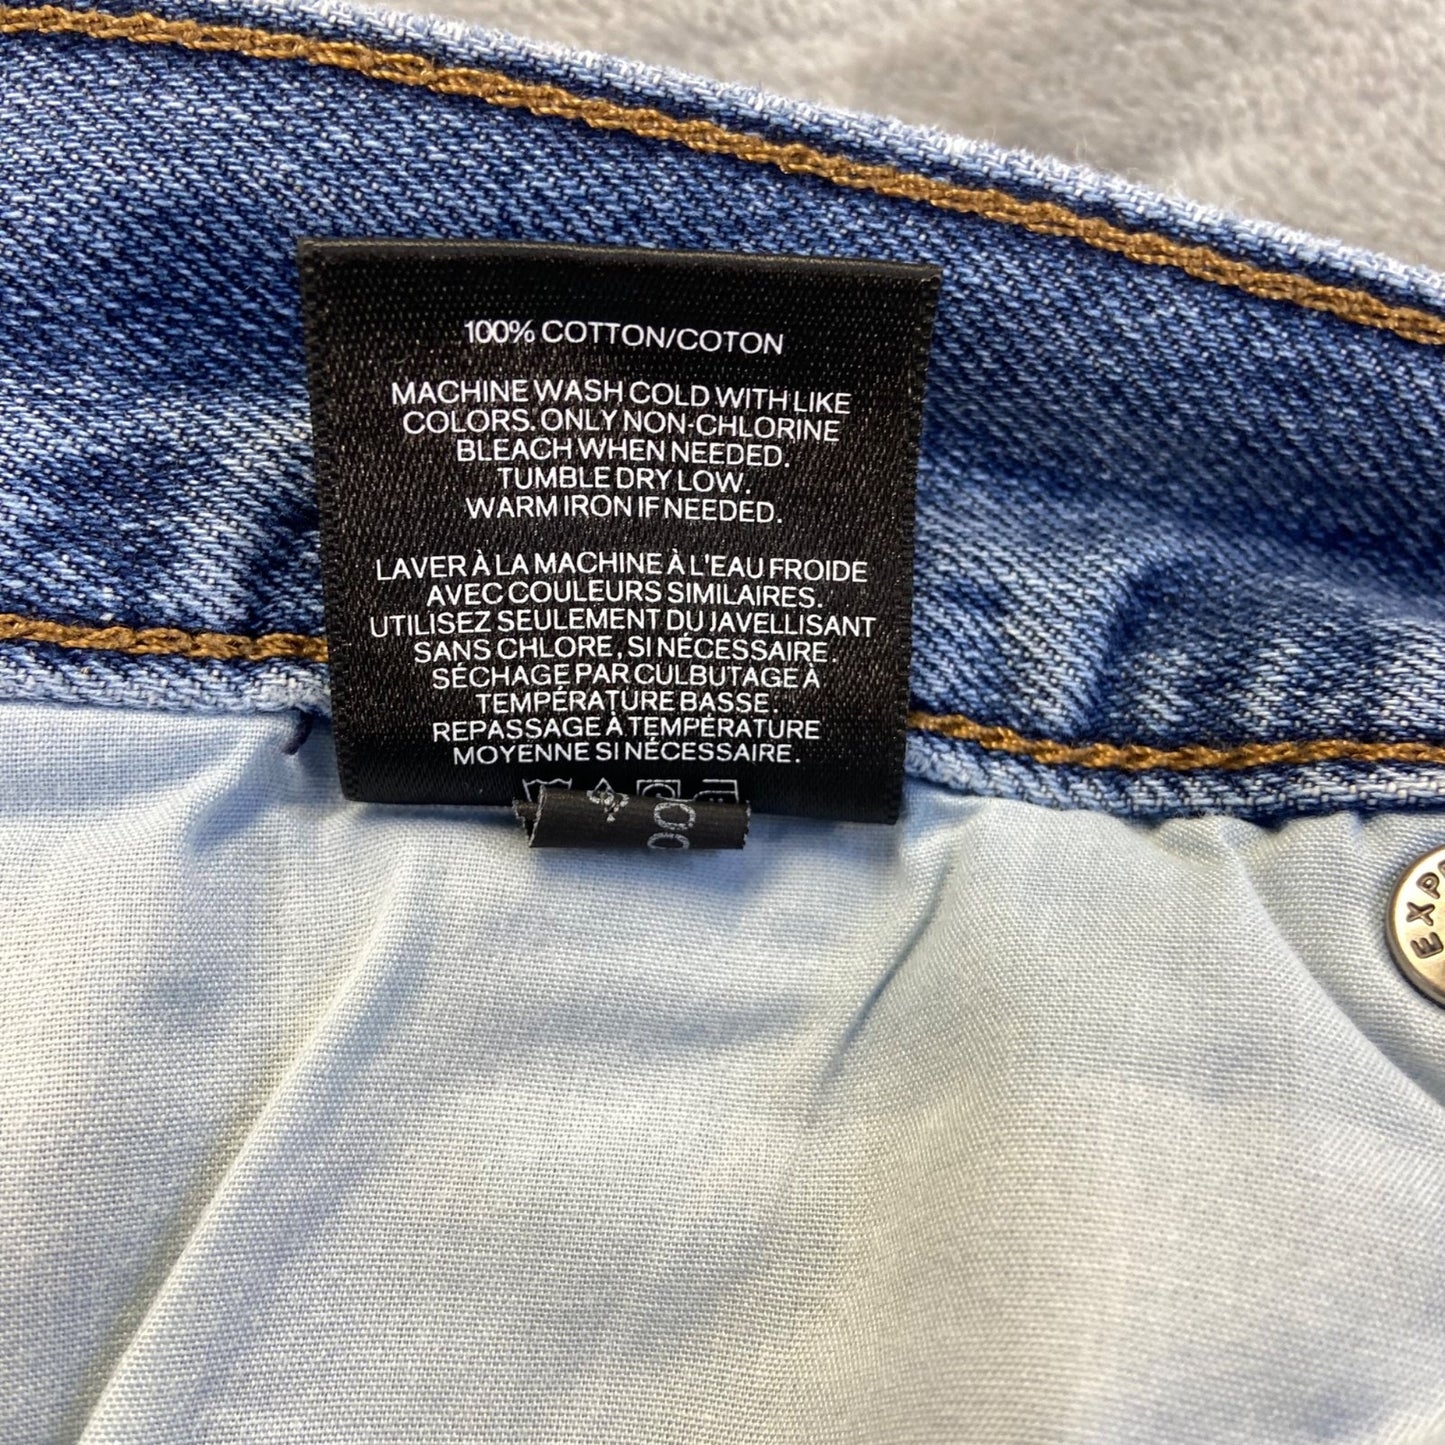 100% COTTON/COTON
MACHINE WASH COLD WITH LIKE
COLORS. ONLY NON-CHLORINE
BLEACH WHEN NEEDED.
TUMBLE DRY LOW.
WARM IRON IF NEEDED.
LAVER À LA MACHINE À L'EAU FROIDE
AVEC COULEURS SIMILAIRES.
UTILISEZ SEULEMENT DU JAVELLISANT
SANS CHLORE, SI NÉCESSAIRE.
SÉCHAGE PAR CULBUTAGE À
TEMPÉRATURE BASSE.
REPASSAGE À TEMPÉRATURE
MOYENNE SI NÉCESSAIRE.